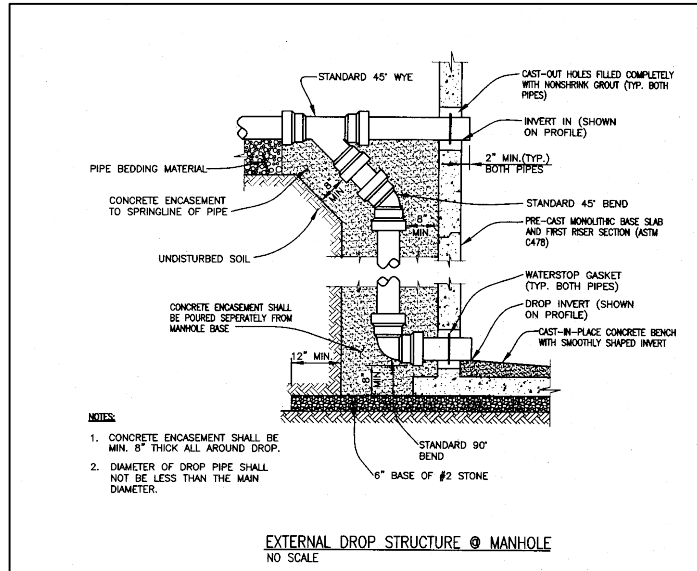 STANDARD 45° WYE
CAST-OUT HOLES FILLED COMPLETELY
WITH NONSHRINK GROUT (TYP. BOTH
PIPES)
INVERT IN (SHOWN
ON PROFILE)
2" MIN.(TYP.)
BOTH PIPES
PIPE BEDDING MATERIAL
CONCRETE ENCASEMENT
TO SPRINGLINE OF PIPE
8"
MIN.
STANDARD 45° BEND
8"
MIN.
PRE-CAST MONOLITHIC BASE SLAB
AND FIRST RISER SECTION (ASTM
C478)
UNDISTURBED SOIL
WATERSTOP GASKET
(TYP. BOTH PIPES)
CONCRETE ENCASEMENT SHALL
BE POURED SEPERATELY FROM
MANHOLE BASE
DROP INVERT (SHOWN
ON PROFILE)
CAST-IN-PLACE CONCRETE BENCH
WITH SMOOTHLY SHAPED INVERT
12" MIN.
8"
MIN.
STANDARD 90°
BEND
6" BASE OF #2 STONE
NOTES:
1. CONCRETE ENCASEMENT SHALL BE
MIN. 8" THICK ALL AROUND DROP.
2. DIAMETER OF DROP PIPE SHALL
NOT BE LESS THAN THE MAIN
DIAMETER.
EXTERNAL DROP STRUCTURE @ MANHOLE
NO SCALE